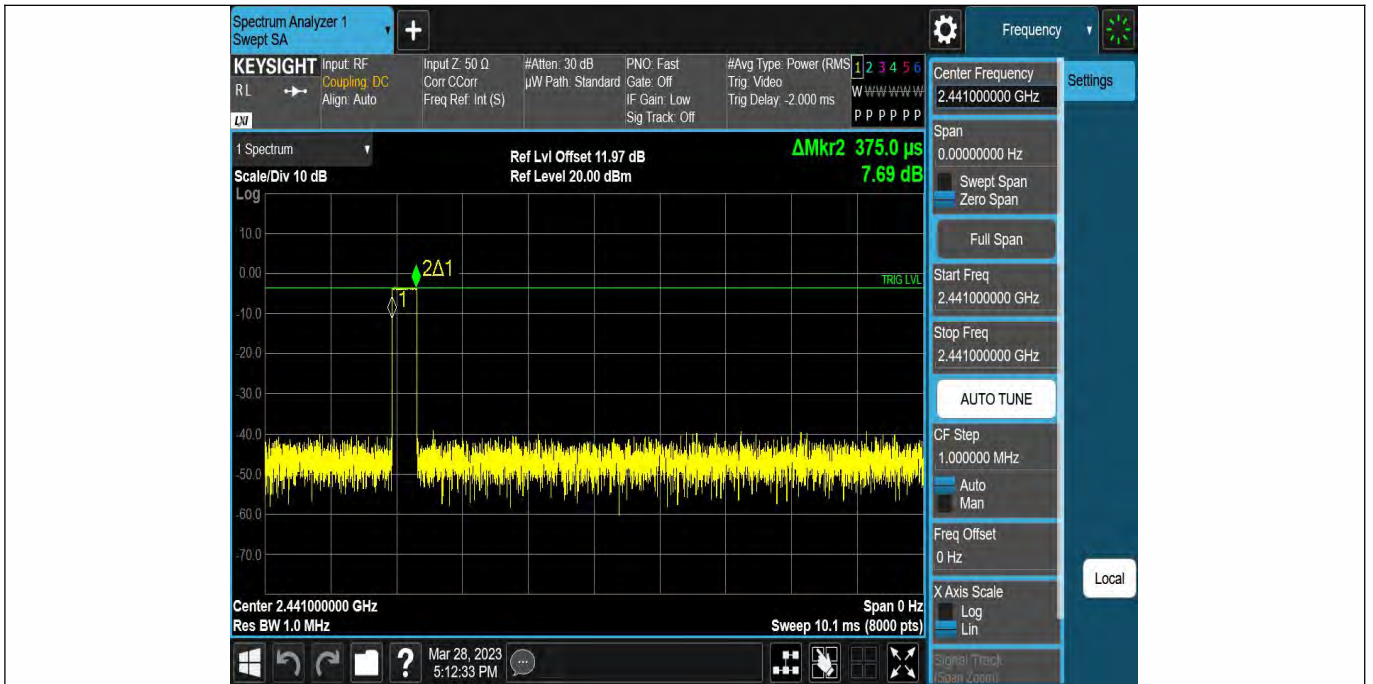 Spectrum Analyzer 1
Swept SA
Frequency
KEYSIGHT
RL
LXI
Input: RF
Coupling: DC
Align: Auto
Input Z: 50 Ω
Corr CCorr
Freq Ref: Int (S)
#Atten: 30 dB
µW Path: Standard
PNO: Fast
Gate: Off
IF Gain: Low
Sig Track: Off
#Avg Type: Power (RMS
Trig: Video
Trig Delay: -2.000 ms
1 2 3 4 5 6
W W W W W W
P P P P P P
1 Spectrum
Scale/Div 10 dB
Ref Lvl Offset 11.97 dB
Ref Level 20.00 dBm
ΔMkr2 375.0 µs
7.69 dB
Log
10.0
0.00
-10.0
-20.0
-30.0
-40.0
-50.0
-60.0
-70.0
2Δ1
1
TRIG LVL
Center 2.441000000 GHz
Res BW 1.0 MHz
Span 0 Hz
Sweep 10.1 ms (8000 pts)
Center Frequency
2.441000000 GHz
Settings
Span
0.00000000 Hz
Swept Span
Zero Span
Full Span
Start Freq
2.441000000 GHz
Stop Freq
2.441000000 GHz
AUTO TUNE
CF Step
1.000000 MHz
Auto
Man
Freq Offset
0 Hz
Local
X Axis Scale
Log
Lin
Signal Track
(Span Zoom)
?
Mar 28, 2023
5:12:33 PM